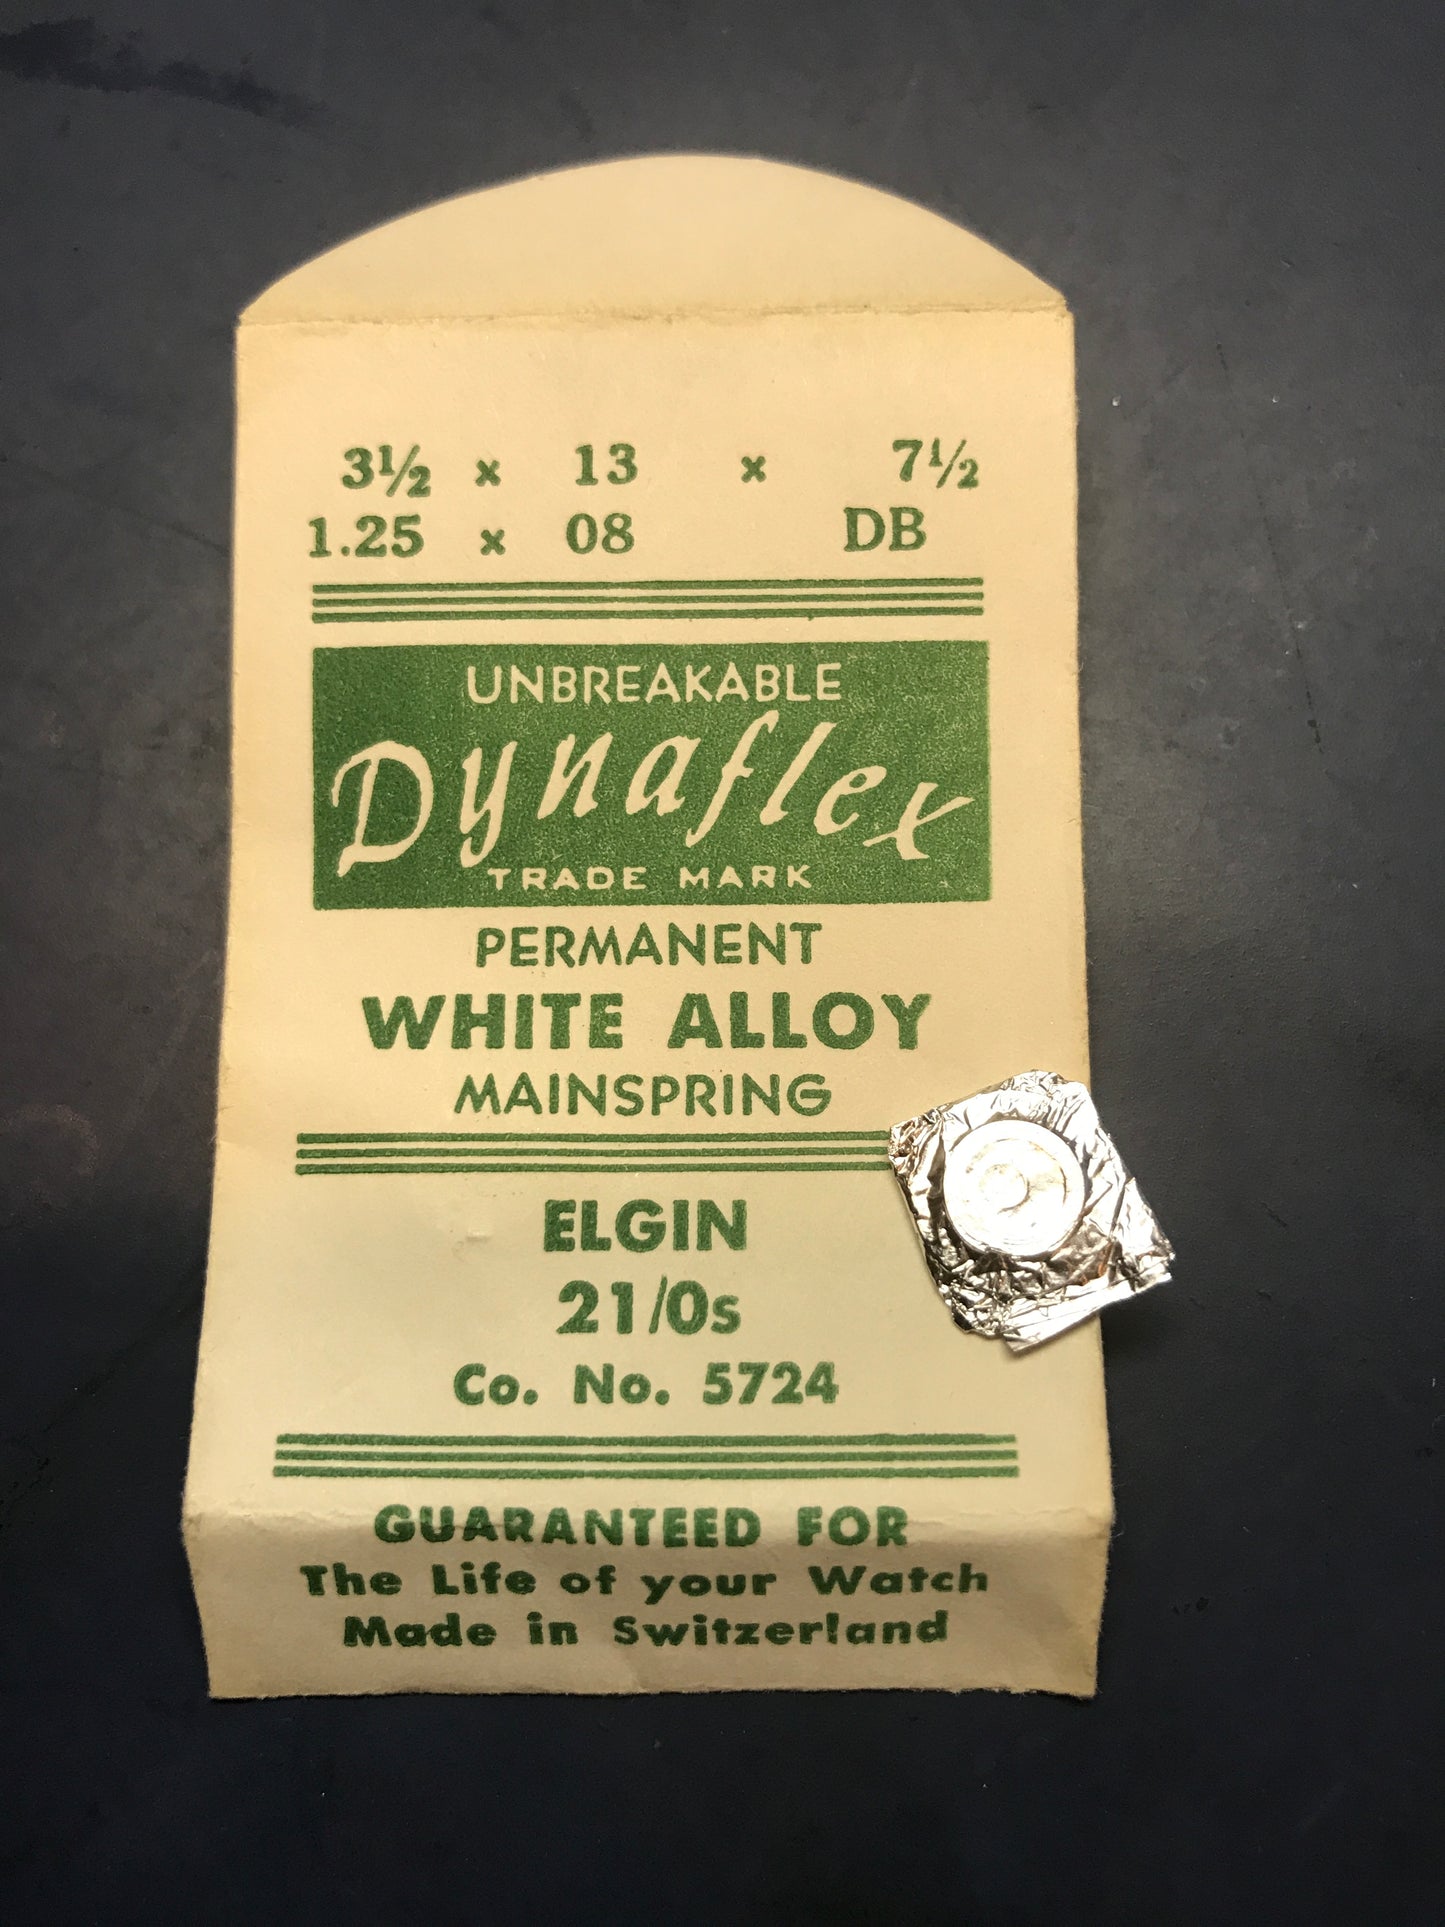 3½ x 13 x 7½
1.25 x 08 DB
UNBREAKABLE
Dynaflex
TRADE MARK
PERMANENT
WHITE ALLOY
MAINSPRING
ELGIN
21/0s
Co. No. 5724
GUARANTEED FOR
The Life of your Watch
Made in Switzerland